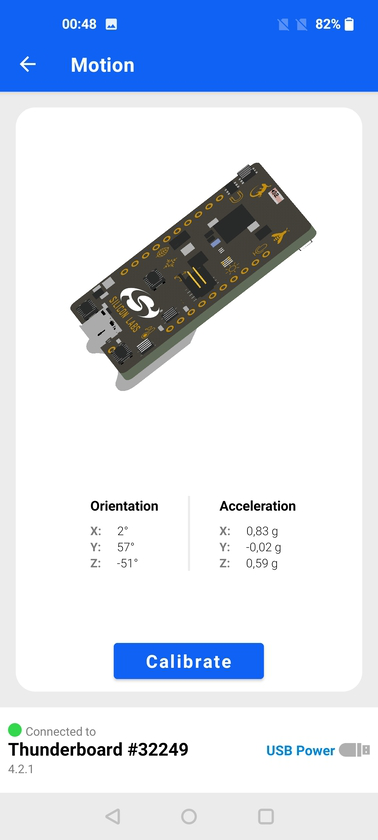 00:48
82%
Motion
SILICON LABS
Orientation
X: 2°
Y: 57°
Z: -51°
Acceleration
X: 0,83 g
Y: -0,02 g
Z: 0,59 g
Calibrate
Connected to
Thunderboard #32249
USB Power
4.2.1